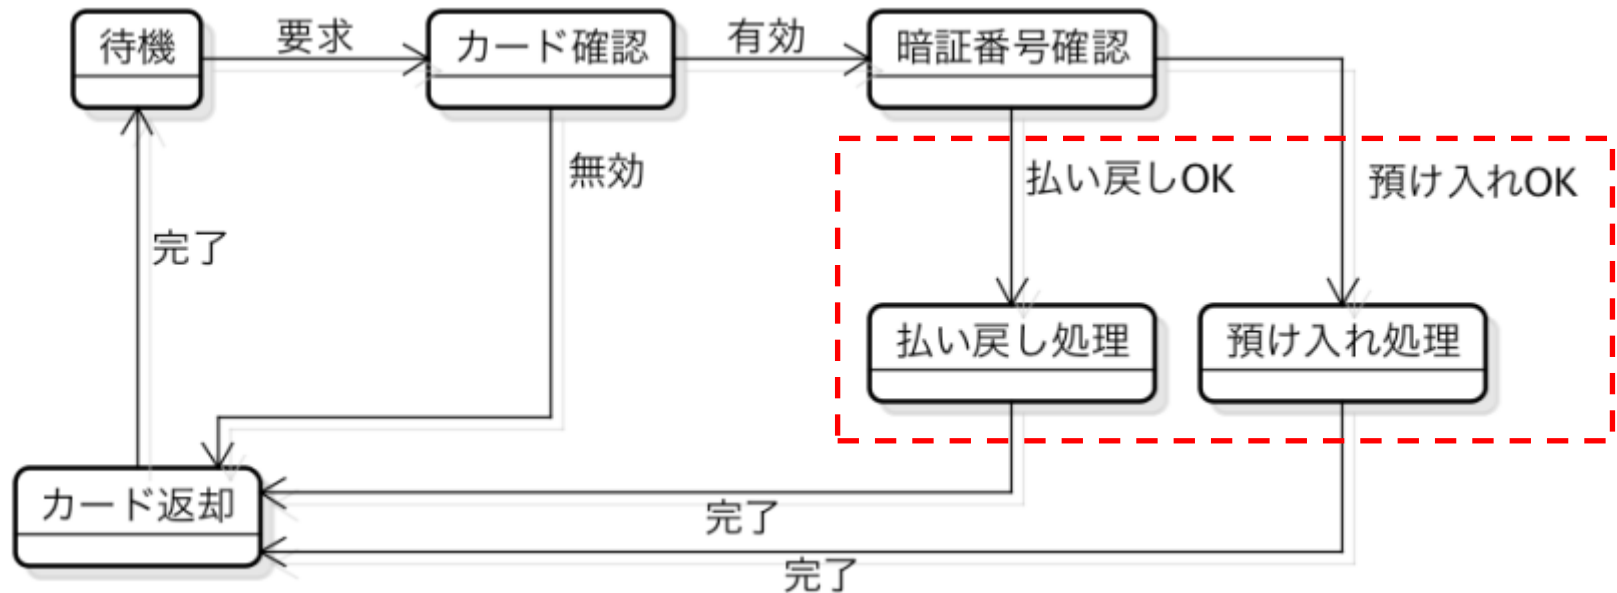 待機
要求
カード確認
有効
暗証番号確認
無効
払い戻しOK
預け入れOK
完了
払い戻し処理
預け入れ処理
カード返却
完了
完了